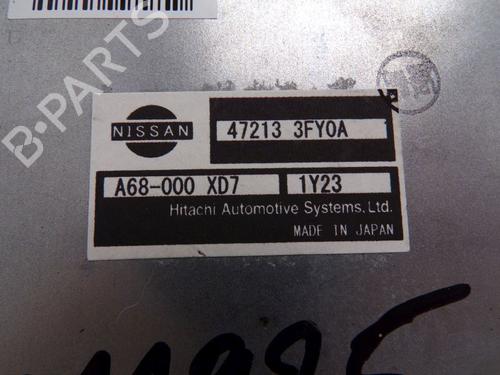 B-PARTS
NISSAN
47213 3FY0A
A68-000 XD7
1Y23
Hitachi Automotive Systems, Ltd.
MADE IN JAPAN